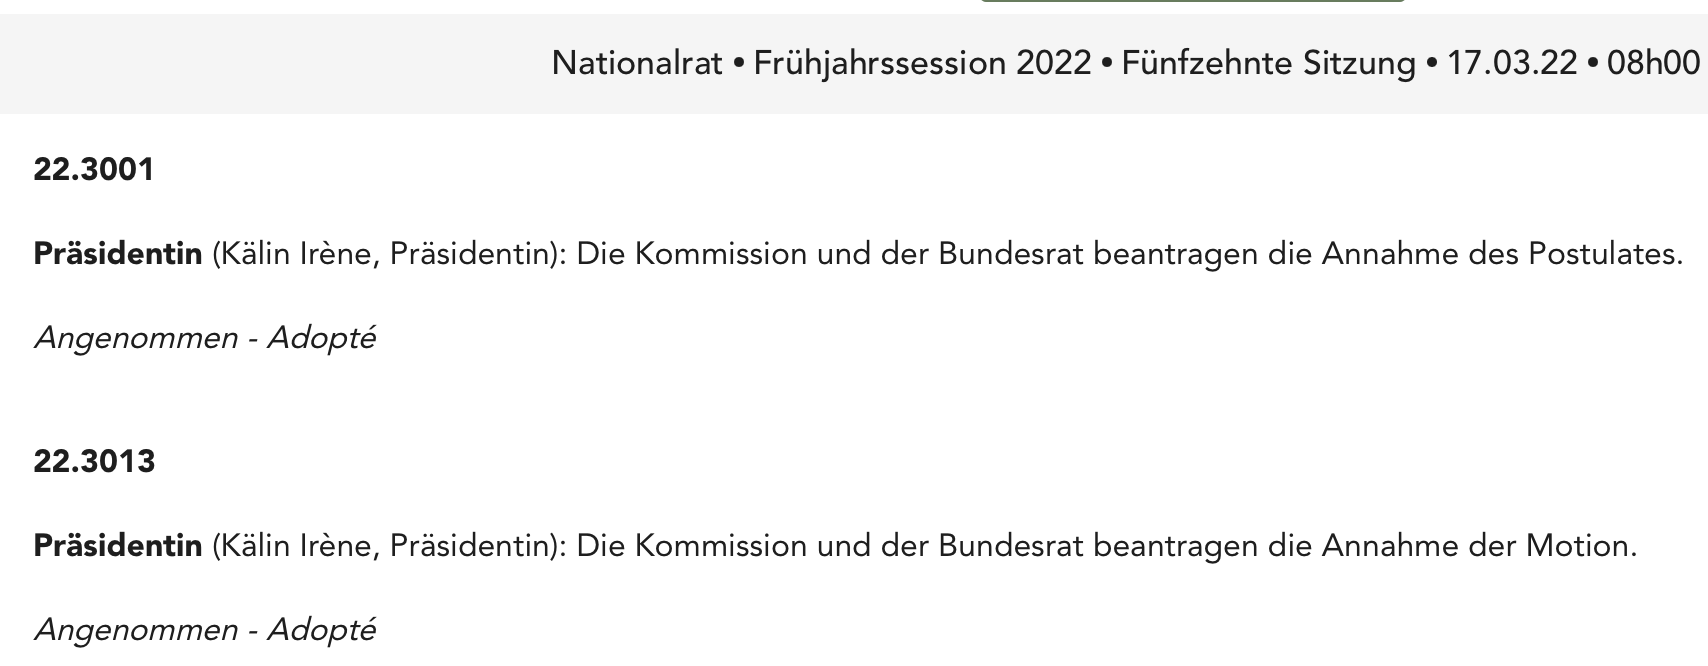 Nationalrat • Frühjahrssession 2022 • Fünfzehnte Sitzung • 17.03.22 • 08h00
22.3001
Präsidentin (Kälin Irène, Präsidentin): Die Kommission und der Bundesrat beantragen die Annahme des Postulates.
Angenommen - Adopté
22.3013
Präsidentin (Kälin Irène, Präsidentin): Die Kommission und der Bundesrat beantragen die Annahme der Motion.
Angenommen - Adopté